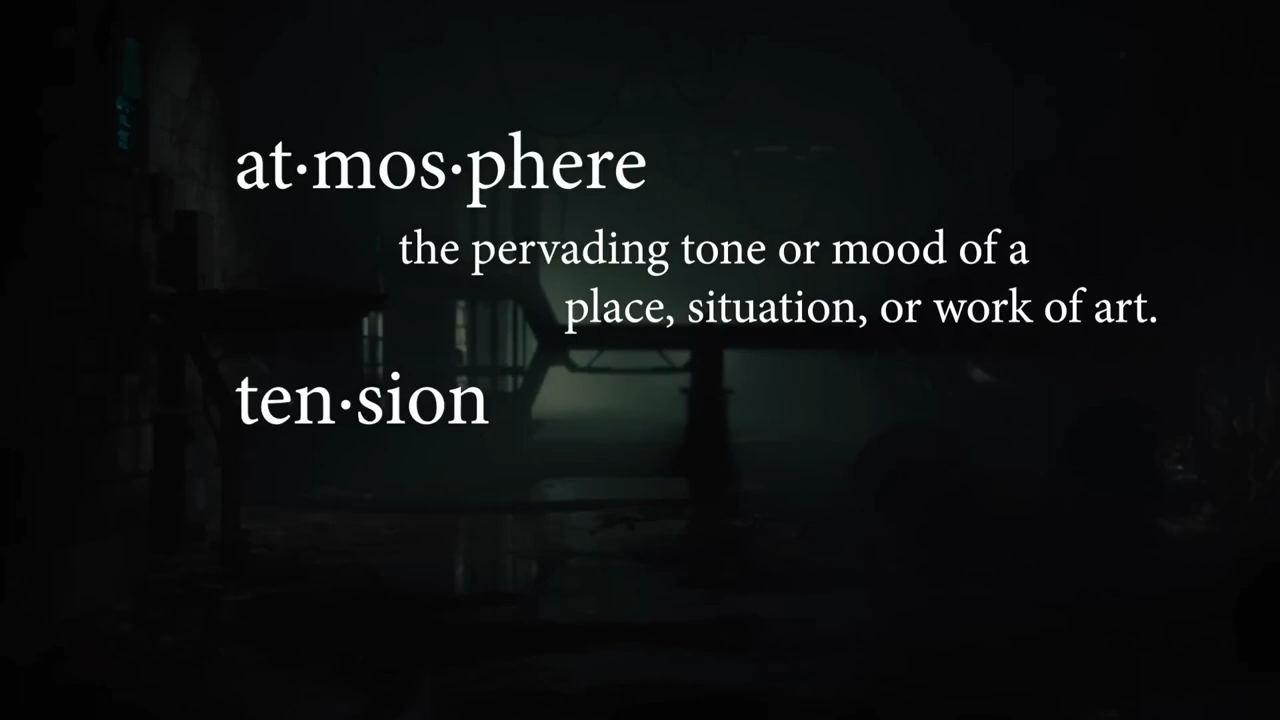 at·mos·phere
the pervading tone or mood of a
place, situation, or work of art.
ten·sion